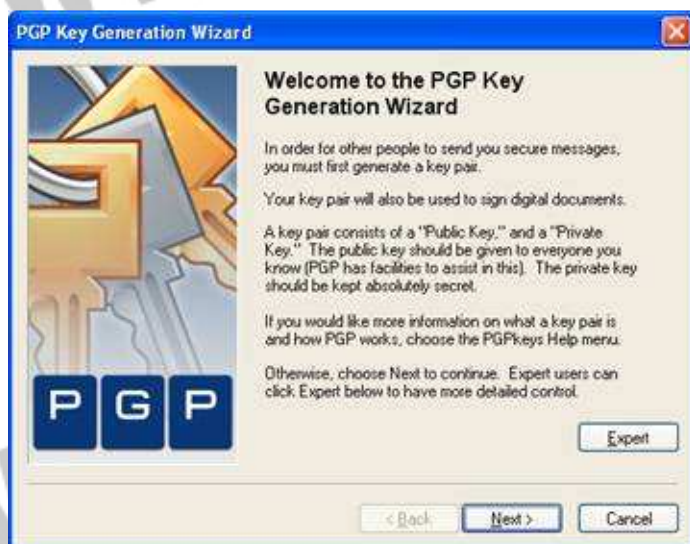 PGP Key Generation Wizard
Welcome to the PGP Key
Generation Wizard
In order for other people to send you secure messages,
you must first generate a key pair.
Your key pair will also be used to sign digital documents.
A key pair consists of a "Public Key," and a "Private
Key." The public key should be given to everyone you
know (PGP has facilities to assist in this). The private key
should be kept absolutely secret.
If you would like more information on what a key pair is
and how PGP works, choose the PGPkeys Help menu.
Otherwise, choose Next to continue. Expert users can
click Expert below to have more detailed control.
PGP
Expert
< Back Next > Cancel